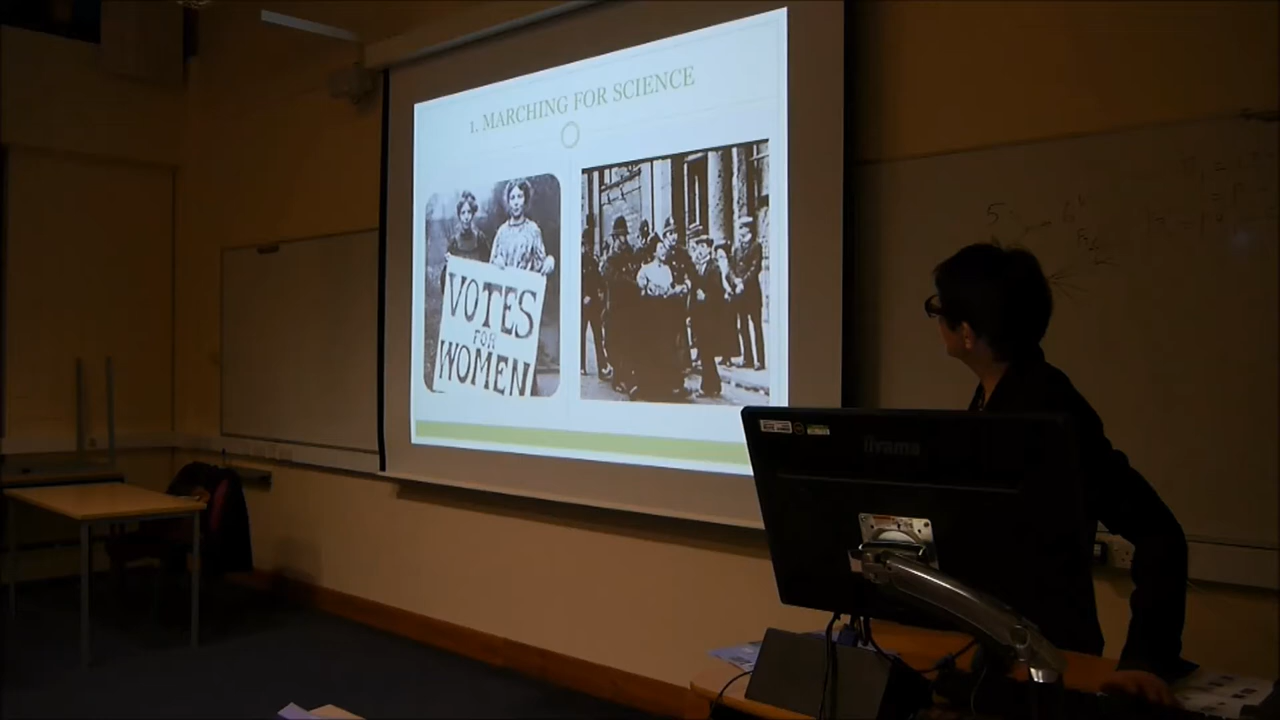 1. MARCHING FOR SCIENCE
VOTES
FOR
WOMEN
iiyama